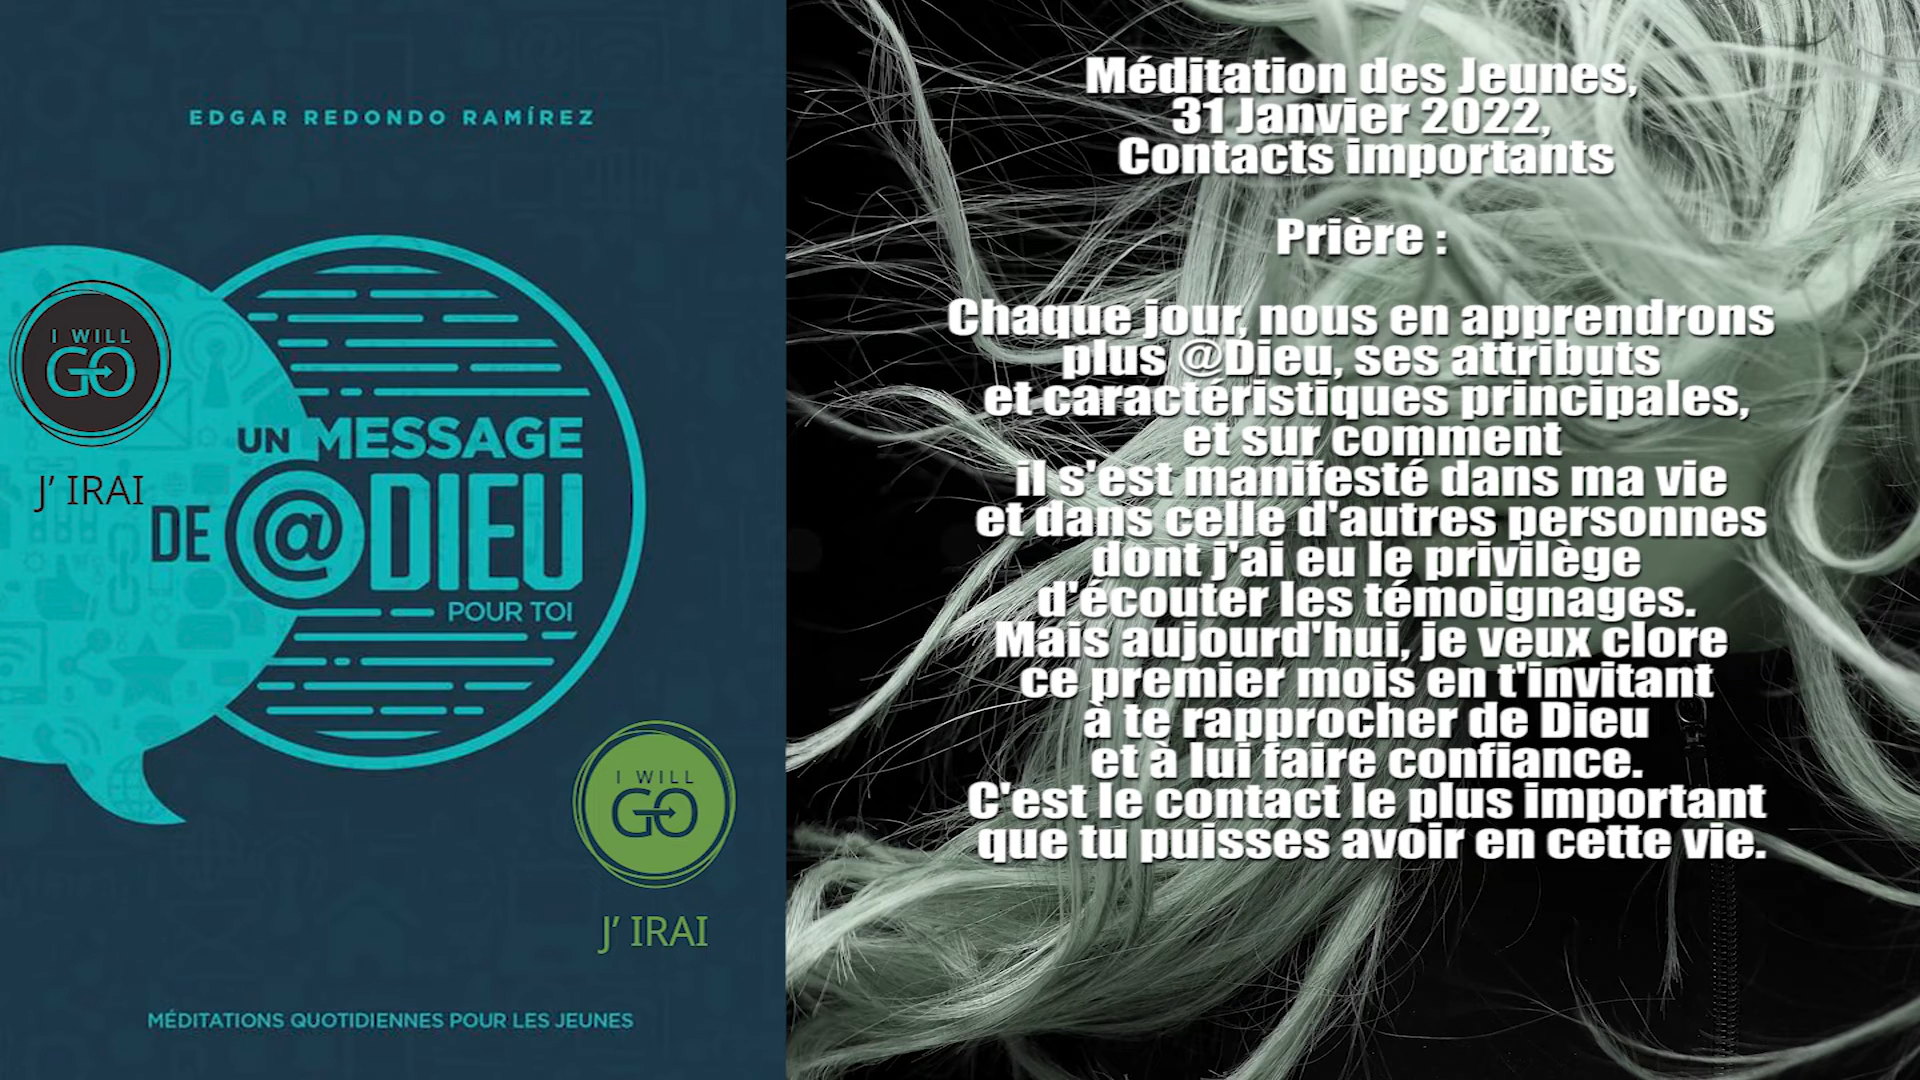 EDGAR REDONDO RAMÍREZ
I WILL
GO
J' IRAI
UN MESSAGE
DE @DIEU
POUR TOI
I WILL
GO
J' IRAI
MÉDITATIONS QUOTIDIENNES POUR LES JEUNES
Méditation des Jeunes,
31 Janvier 2022,
Contacts importants
Prière :
Chaque jour, nous en apprendrons
plus @Dieu, ses attributs
et caractéristiques principales,
et sur comment
il s'est manifesté dans ma vie
et dans celle d'autres personnes
dont j'ai eu le privilège
d'écouter les témoignages.
Mais aujourd'hui, je veux clore
ce premier mois en t'invitant
à te rapprocher de Dieu
et à lui faire confiance.
C'est le contact le plus important
que tu puisses avoir en cette vie.